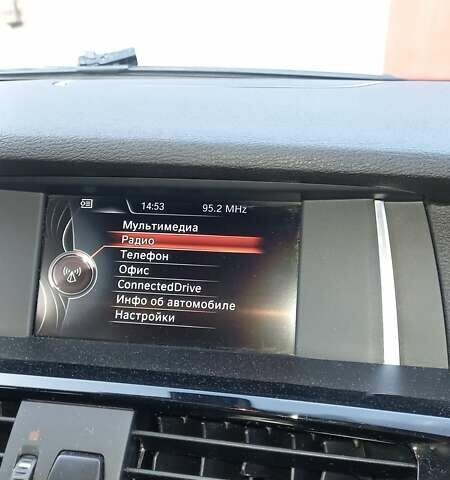 14:53 95.2 MHz
Мультимедиа
Радио
Телефон
Офис
ConnectedDrive
Инфо об автомобиле
Настройки